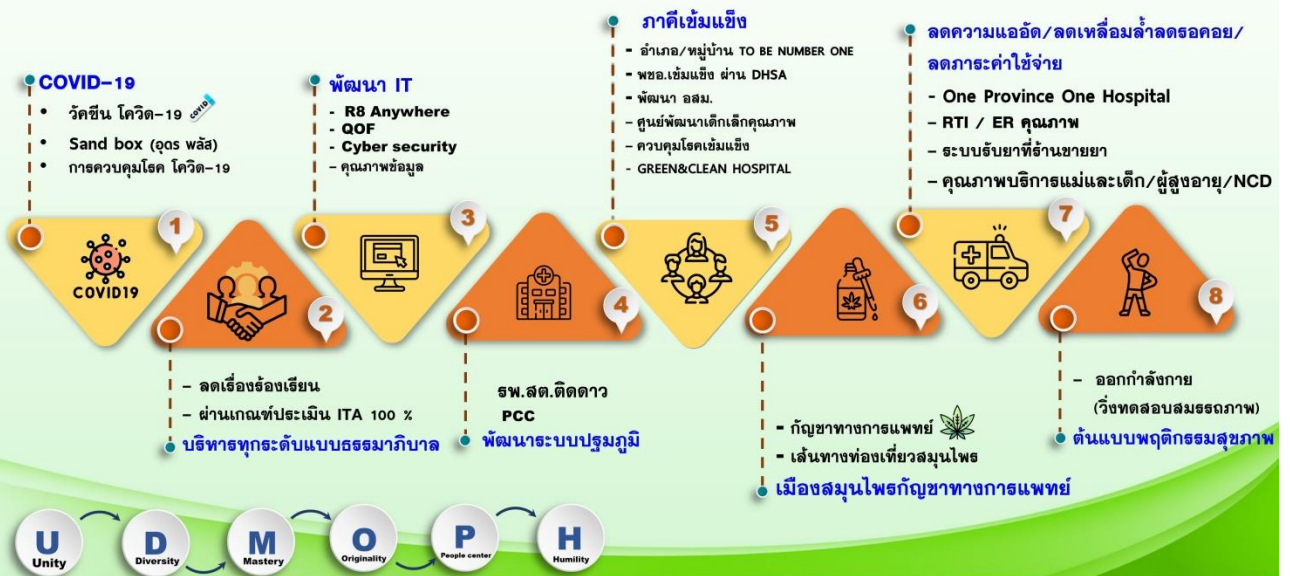 COVID-19
• วัคซีน โควิด-19 COVID
• Sand box (อุดร พลัส)
• การควบคุมโรค โควิด-19
1
COVID19
2
- ลดเรื่องร้องเรียน
- ผ่านเกณฑ์ประเมิน ITA 100 %
บริหารทุกระดับแบบธรรมาภิบาล
พัฒนา IT
- R8 Anywhere
- QOF
- Cyber security
- คุณภาพข้อมูล
3
4
รพ.สต.ติดดาว
PCC
พัฒนาระบบปฐมภูมิ
ภาคีเข้มแข็ง
- อำเภอ/หมู่บ้าน TO BE NUMBER ONE
- พชอ.เข้มแข็ง ผ่าน DHSA
- พัฒนา อสม.
- ศูนย์พัฒนาเด็กเล็กคุณภาพ
- ควบคุมโรคเข้มแข็ง
- GREEN&CLEAN HOSPITAL
5
6
- กัญชาทางการแพทย์
- เส้นทางท่องเที่ยวสมุนไพร
เมืองสมุนไพรกัญชาทางการแพทย์
ลดความแออัด/ลดเหลื่อมล้ำลดรอคอย/
ลดภาระค่าใช้จ่าย
- One Province One Hospital
- RTI / ER คุณภาพ
- ระบบรับยาที่ร้านขายยา
- คุณภาพบริการแม่และเด็ก/ผู้สูงอายุ/NCD
7
8
- ออกกำลังกาย
(วิ่งทดสอบสมรรถภาพ)
ต้นแบบพฤติกรรมสุขภาพ
U
Unity
D
Diversity
M
Mastery
O
Originality
P
People center
H
Humility